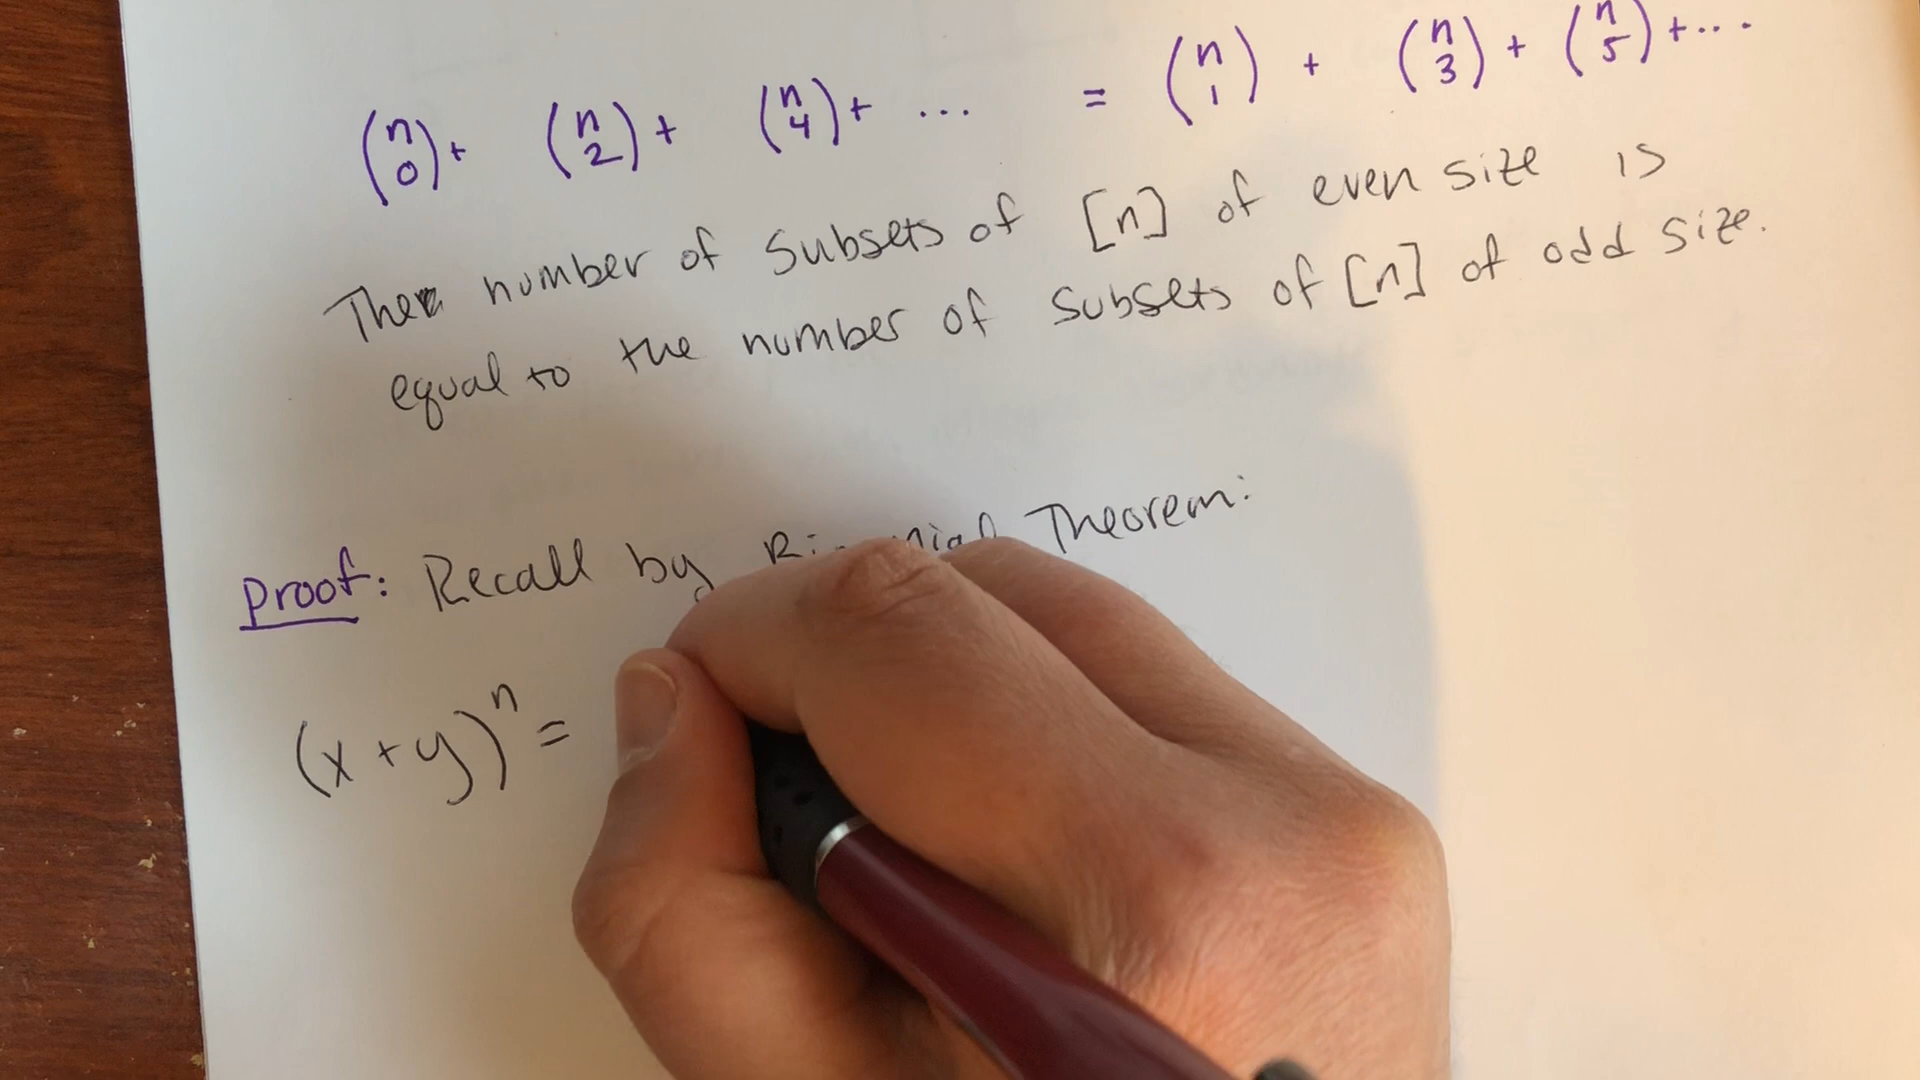 (n 0) + (n 2) + (n 4) + ... = (n 1) + (n 3) + (n 5) + ...
The number of subsets of [n] of even size is
equal to the number of subsets of [n] of odd size.
Proof: Recall by Theorem:
(x+y)^n =